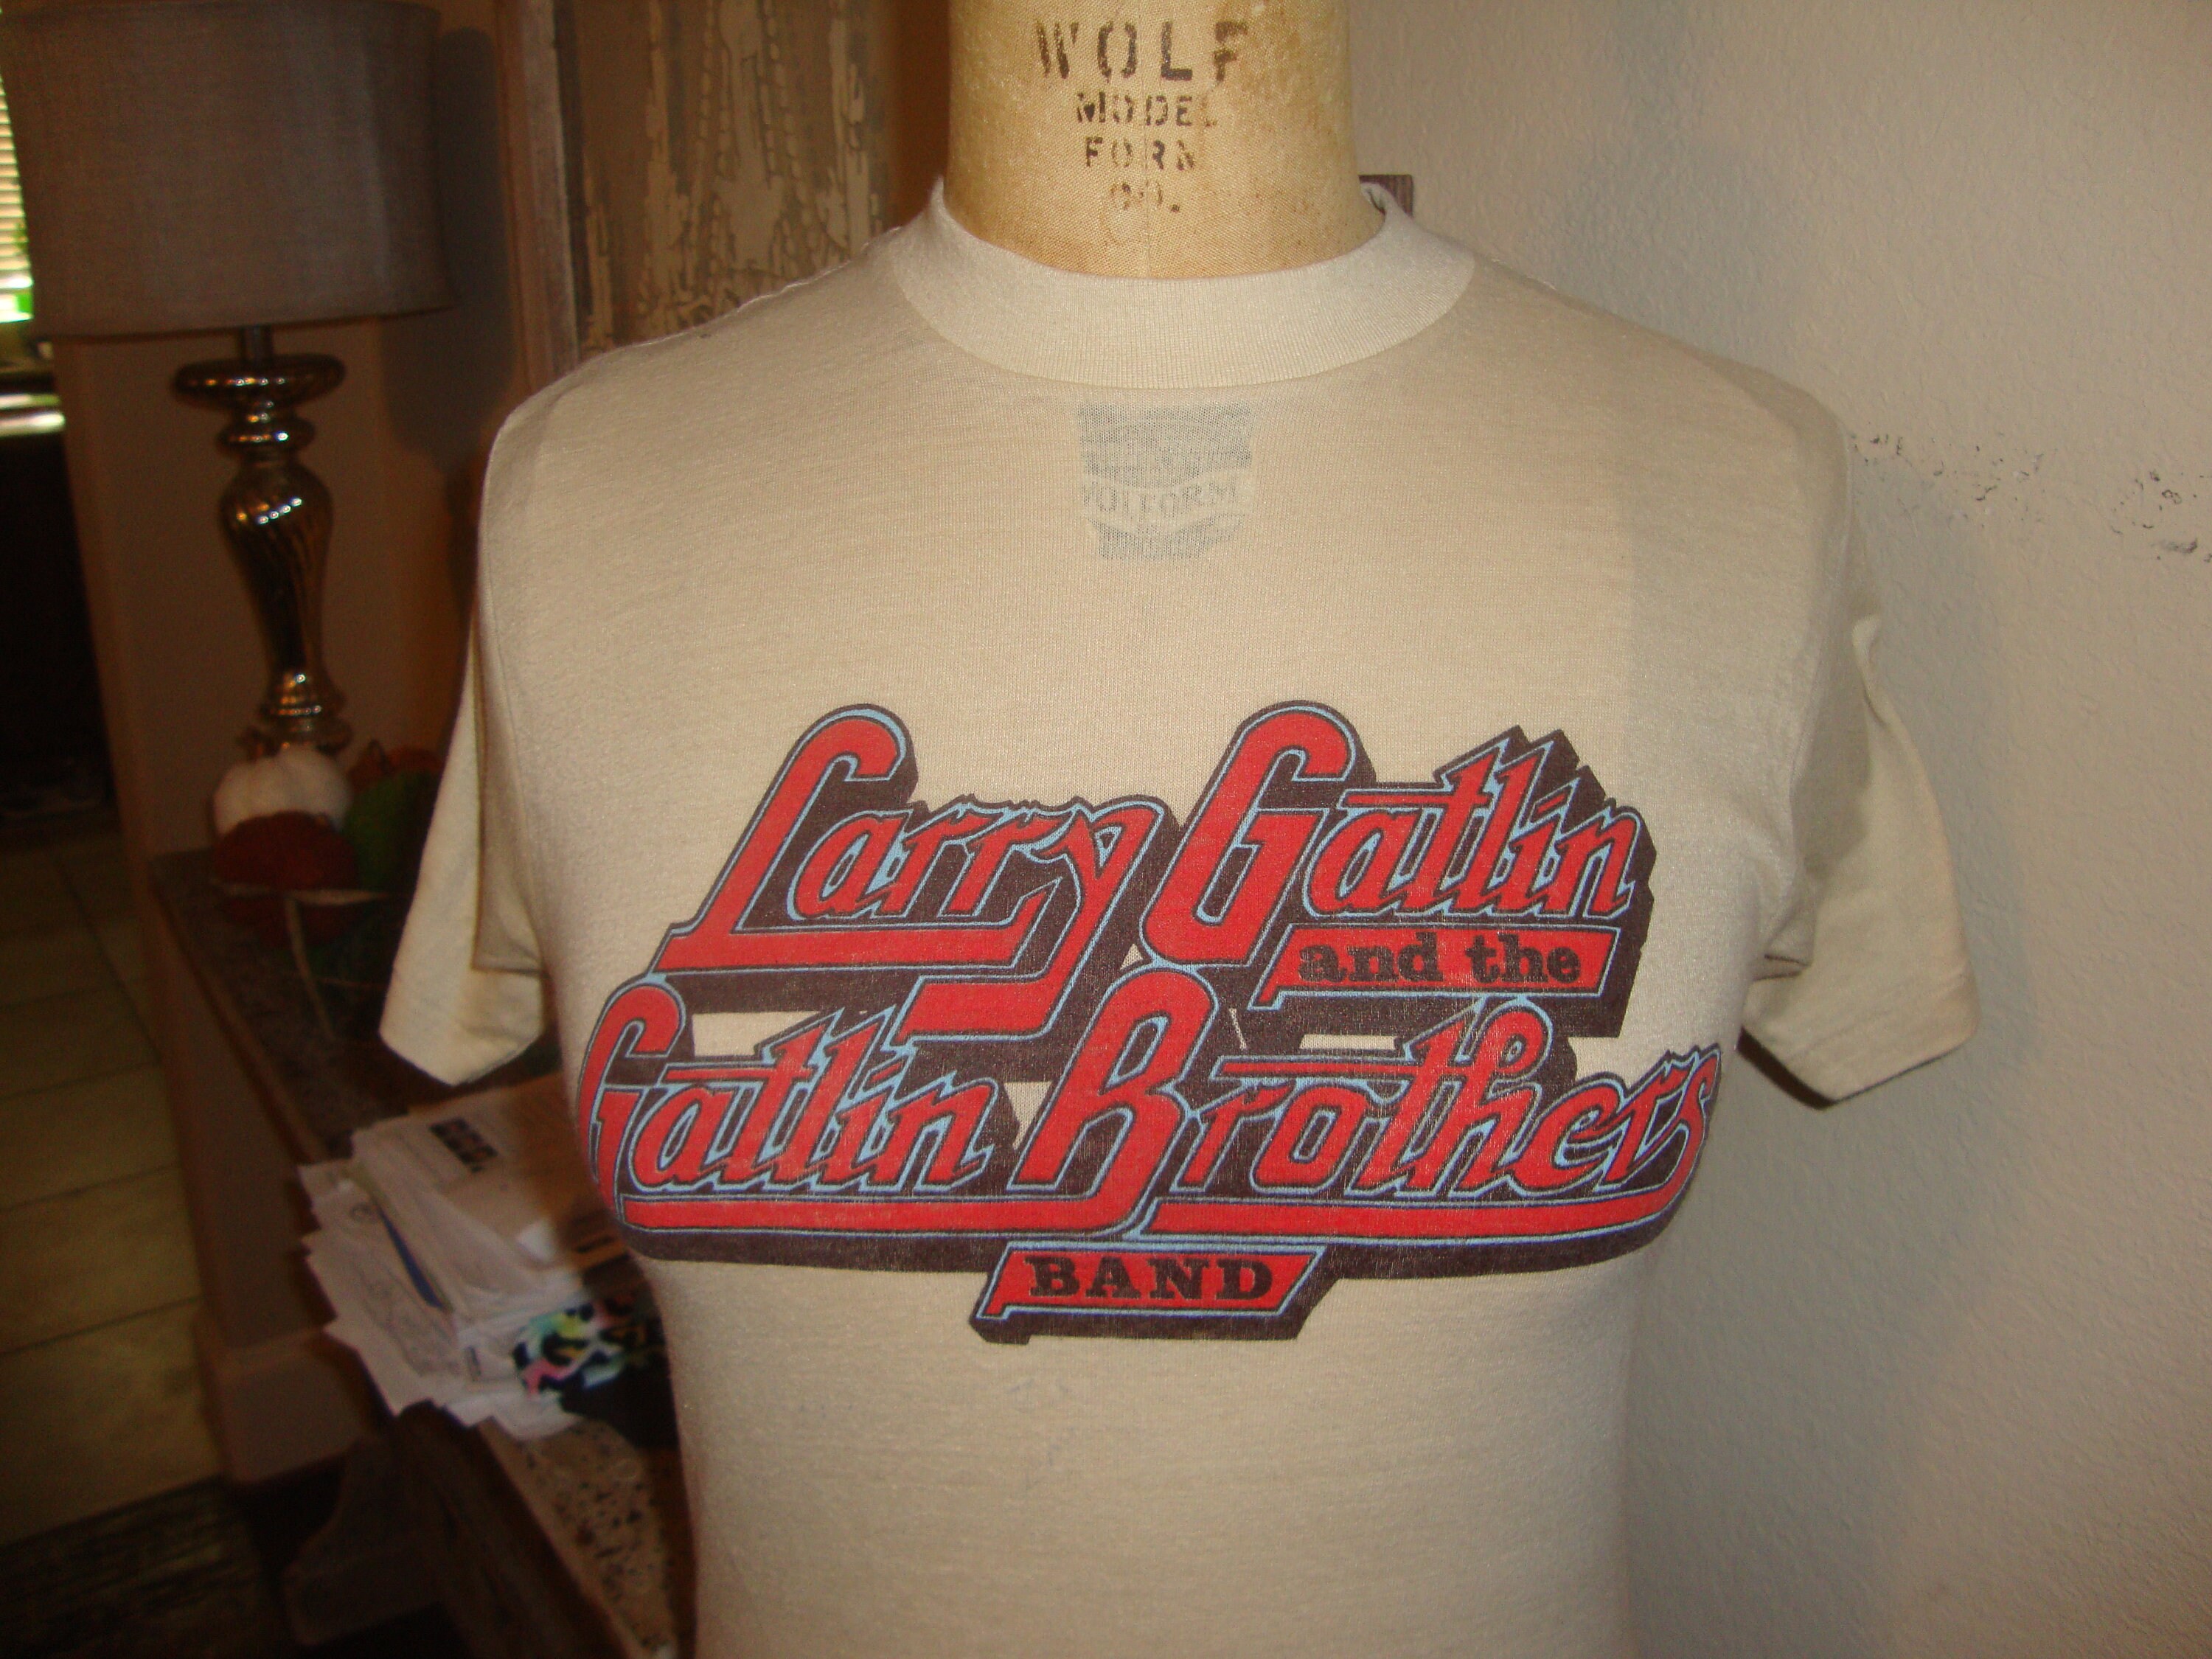 WOLF
MODEL
FORM
CO.
Larry Gatlin
and the
Gatlin Brothers
BAND